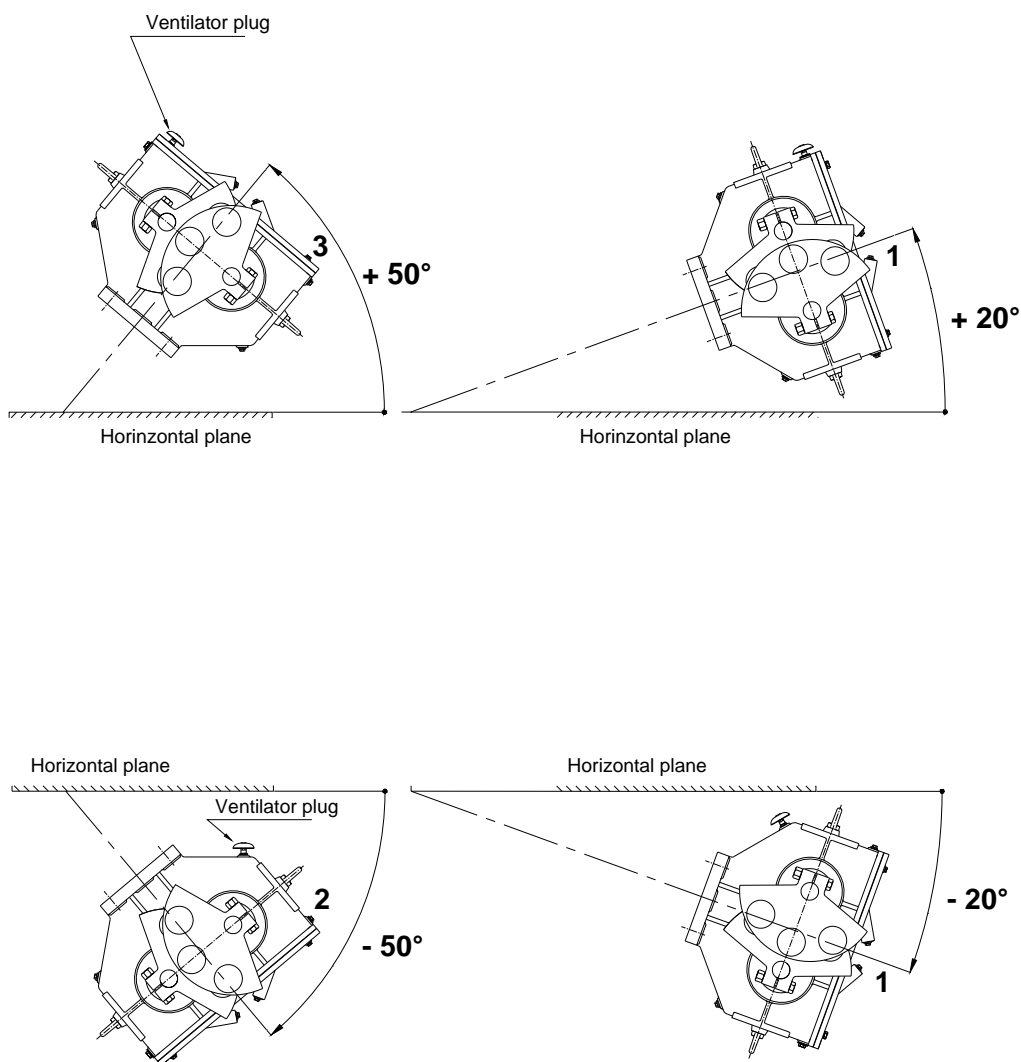 Ventilator plug
3
+ 50°
1
+ 20°
Horinzontal plane
Horinzontal plane
Horizontal plane
Horizontal plane
Ventilator plug
2
- 50°
- 20°
1